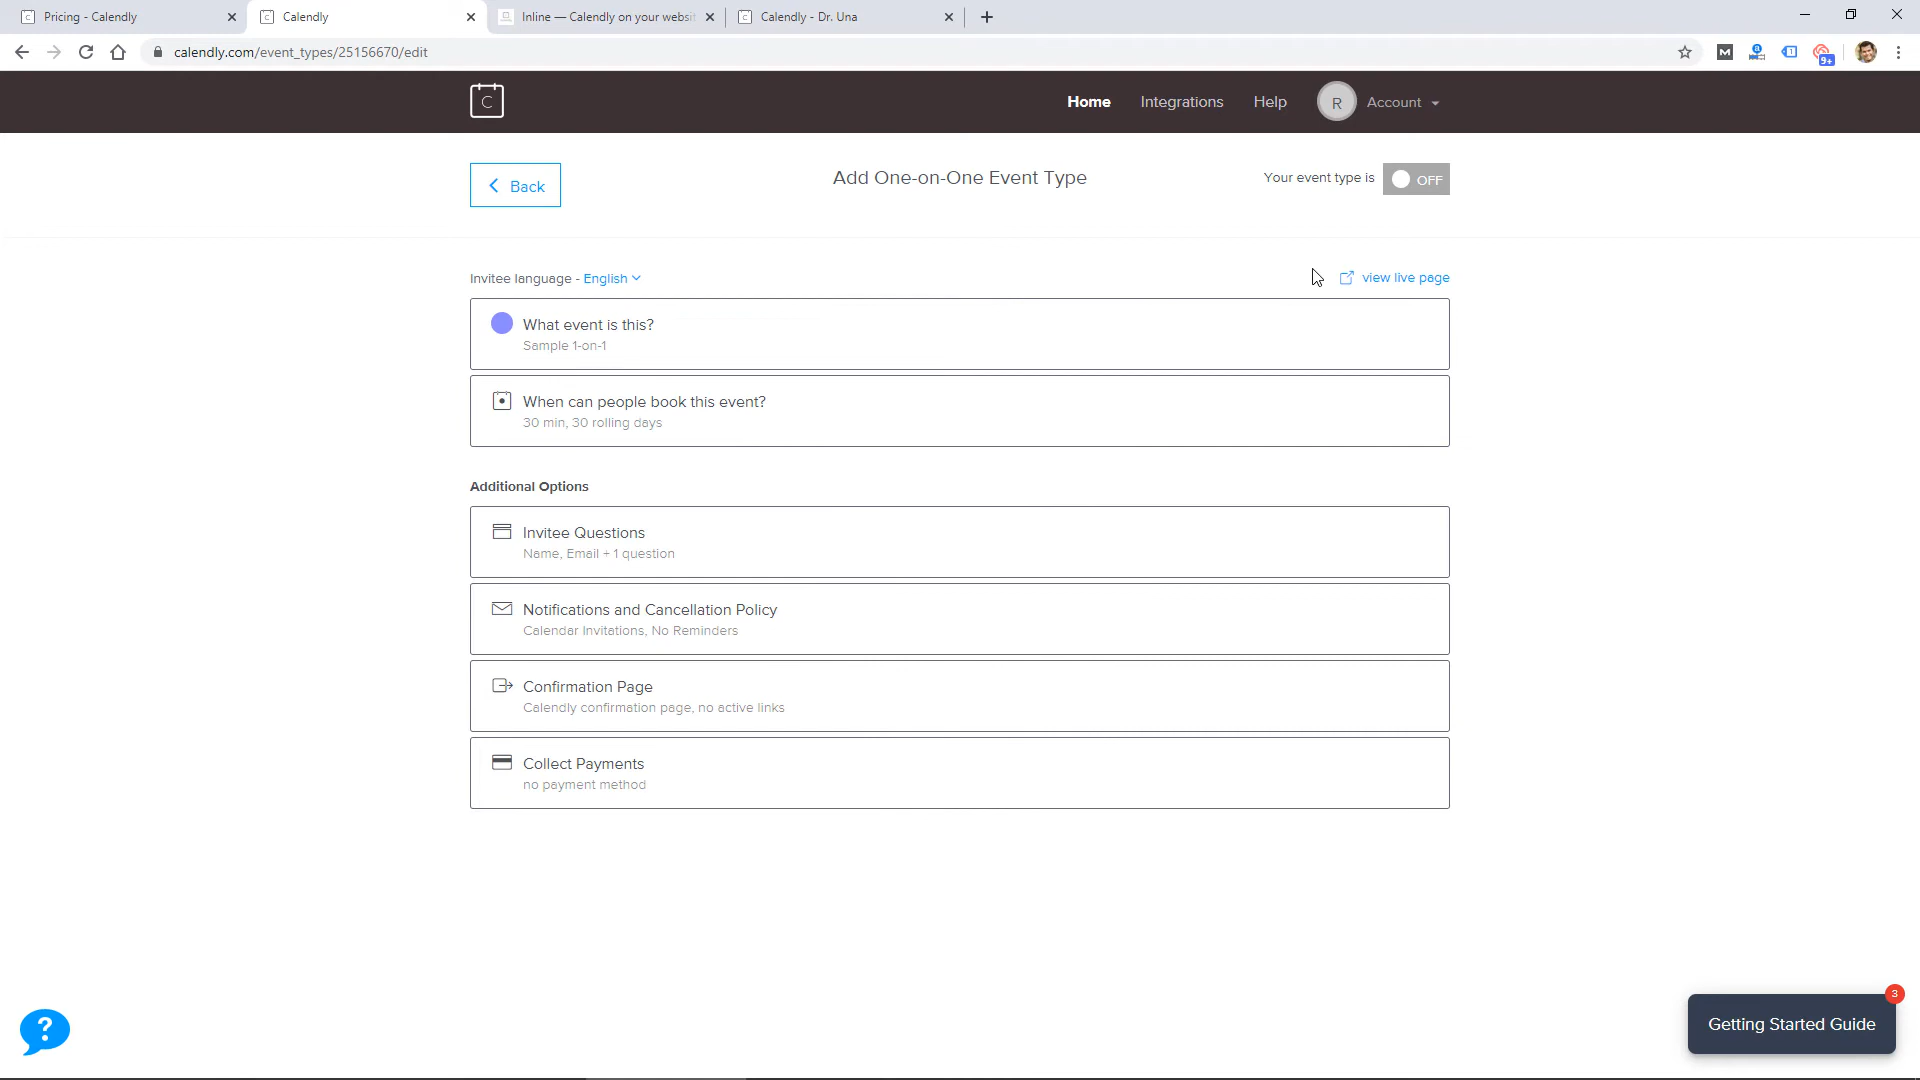 Pricing - Calendly
Calendly
Inline — Calendly on your websit
Calendly - Dr. Una
calendly.com/event_types/25156670/edit
M
9+
C
Home
Integrations
Help
R
Account
Back
Add One-on-One Event Type
Your event type is
OFF
Invitee language - English
view live page
What event is this?
Sample 1-on-1
When can people book this event?
30 min, 30 rolling days
Additional Options
Invitee Questions
Name, Email + 1 question
Notifications and Cancellation Policy
Calendar Invitations, No Reminders
Confirmation Page
Calendly confirmation page, no active links
Collect Payments
no payment method
?
3
Getting Started Guide